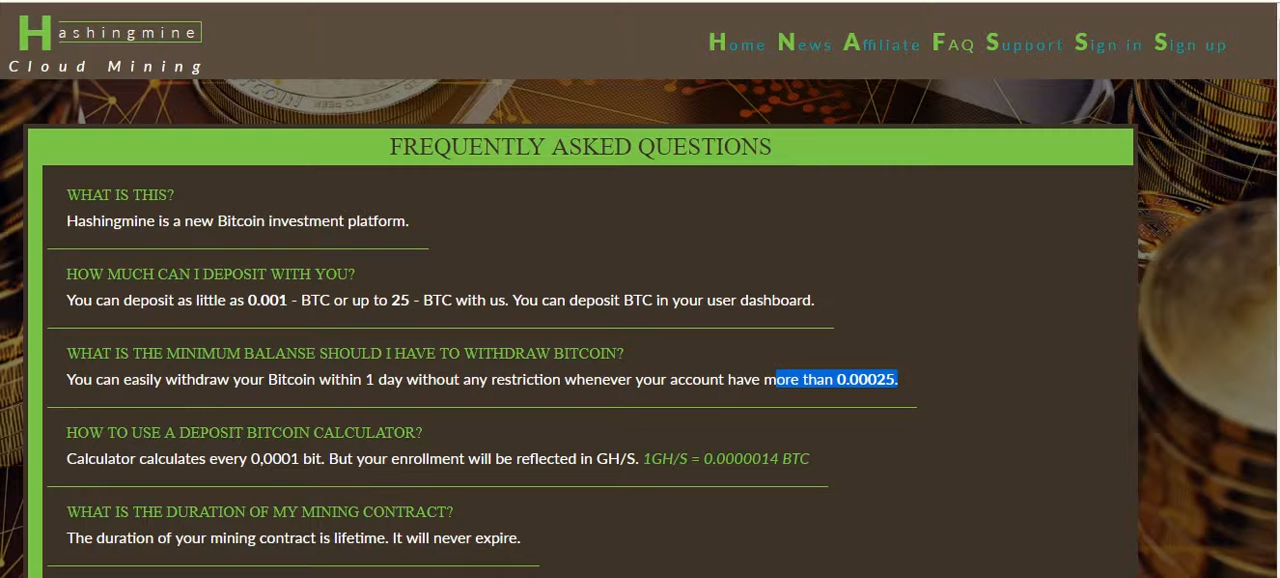 Hashingmine
Cloud Mining
Home News Affiliate FAQ Support Sign in Sign up
FREQUENTLY ASKED QUESTIONS
WHAT IS THIS?
Hashingmine is a new Bitcoin investment platform.
HOW MUCH CAN I DEPOSIT WITH YOU?
You can deposit as little as 0.001 - BTC or up to 25 - BTC with us. You can deposit BTC in your user dashboard.
WHAT IS THE MINIMUM BALANSE SHOULD I HAVE TO WITHDRAW BITCOIN?
You can easily withdraw your Bitcoin within 1 day without any restriction whenever your account have more than 0.00025.
HOW TO USE A DEPOSIT BITCOIN CALCULATOR?
Calculator calculates every 0,0001 bit. But your enrollment will be reflected in GH/S. 1GH/S = 0.0000014 BTC
WHAT IS THE DURATION OF MY MINING CONTRACT?
The duration of your mining contract is lifetime. It will never expire.